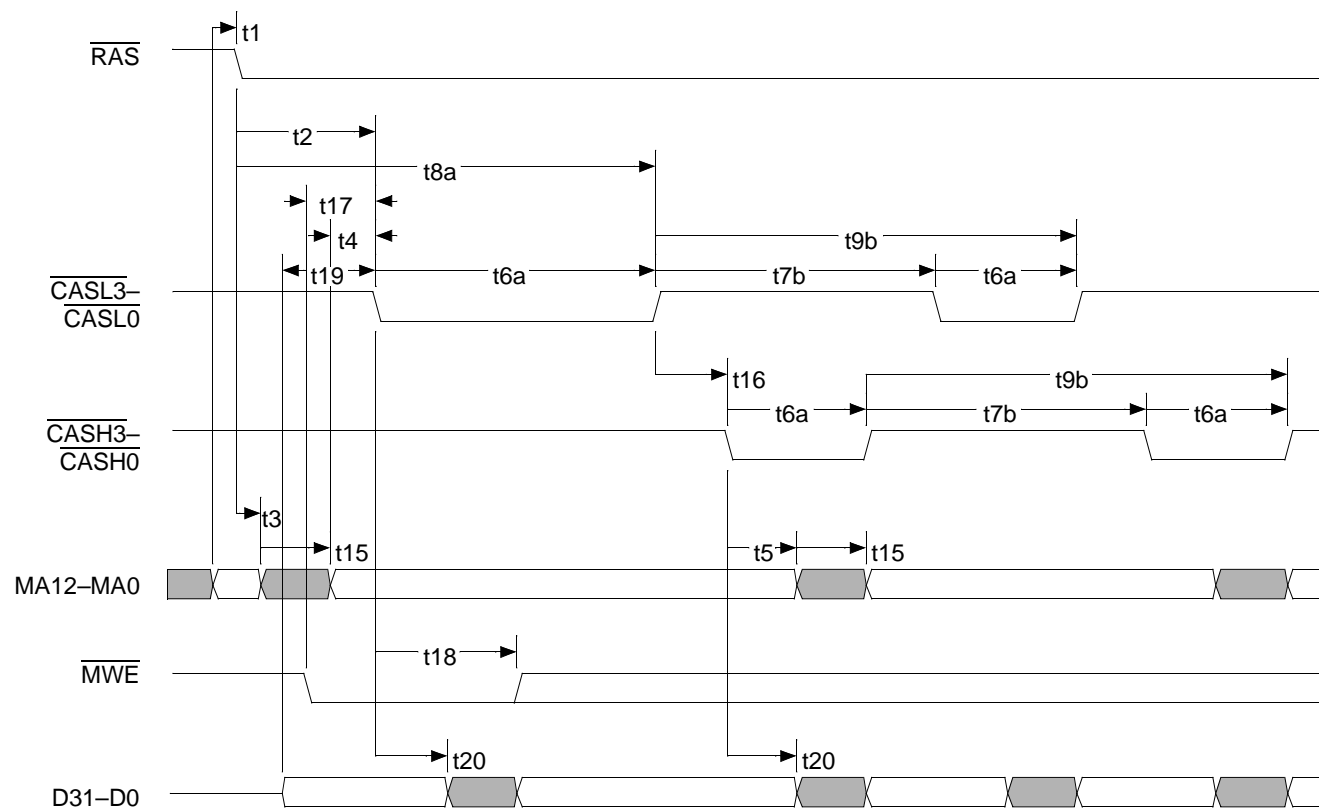 t1
RAS
t2
t8a
t17
t4
t9b
t19 t6a t7b t6a
CASL3–
CASL0
t16 t9b
t6a t7b t6a
CASH3–
CASH0
t3
t15 t5 t15
MA12–MA0
t18
MWE
t20 t20
D31–D0